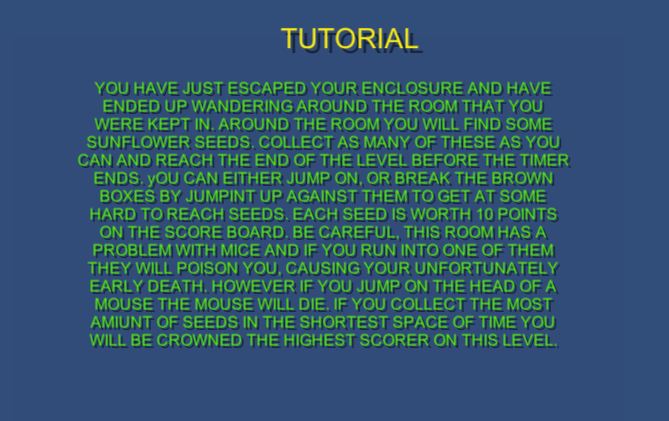 TUTORIAL
YOU HAVE JUST ESCAPED YOUR ENCLOSURE AND HAVE
ENDED UP WANDERING AROUND THE ROOM THAT YOU
WERE KEPT IN. AROUND THE ROOM YOU WILL FIND SOME
SUNFLOWER SEEDS. COLLECT AS MANY OF THESE AS YOU
CAN AND REACH THE END OF THE LEVEL BEFORE THE TIMER
ENDS. yOU CAN EITHER JUMP ON, OR BREAK THE BROWN
BOXES BY JUMPINT UP AGAINST THEM TO GET AT SOME
HARD TO REACH SEEDS. EACH SEED IS WORTH 10 POINTS
ON THE SCORE BOARD. BE CAREFUL, THIS ROOM HAS A
PROBLEM WITH MICE AND IF YOU RUN INTO ONE OF THEM
THEY WILL POISON YOU, CAUSING YOUR UNFORTUNATELY
EARLY DEATH. HOWEVER IF YOU JUMP ON THE HEAD OF A
MOUSE THE MOUSE WILL DIE. IF YOU COLLECT THE MOST
AMIUNT OF SEEDS IN THE SHORTEST SPACE OF TIME YOU
WILL BE CROWNED THE HIGHEST SCORER ON THIS LEVEL.